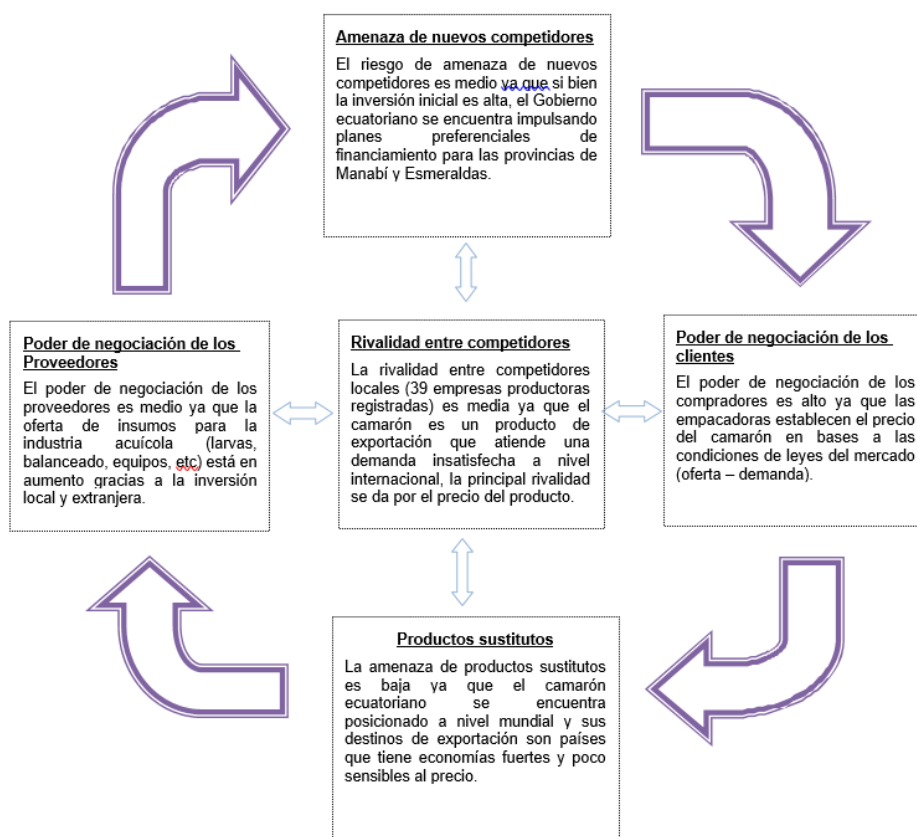 Amenaza de nuevos competidores
El riesgo de amenaza de nuevos
competidores es medio ya que si bien
la inversión inicial es alta, el Gobierno
ecuatoriano se encuentra impulsando
planes preferenciales de
financiamiento para las provincias de
Manabí y Esmeraldas.
Poder de negociación de los
Proveedores
El poder de negociación de los
proveedores es medio ya que la
oferta de insumos para la
industria acuícola (larvas,
balanceado, equipos, etc) está en
aumento gracias a la inversión
local y extranjera.
Rivalidad entre competidores
La rivalidad entre competidores
locales (39 empresas productoras
registradas) es media ya que el
camarón es un producto de
exportación que atiende una
demanda insatisfecha a nivel
internacional, la principal rivalidad
se da por el precio del producto.
Poder de negociación de los
clientes
El poder de negociación de los
compradores es alto ya que las
empacadoras establecen el precio
del camarón en bases a las
condiciones de leyes del mercado
(oferta – demanda).
Productos sustitutos
La amenaza de productos sustitutos
es baja ya que el camarón
ecuatoriano se encuentra
posicionado a nivel mundial y sus
destinos de exportación son países
que tiene economías fuertes y poco
sensibles al precio.